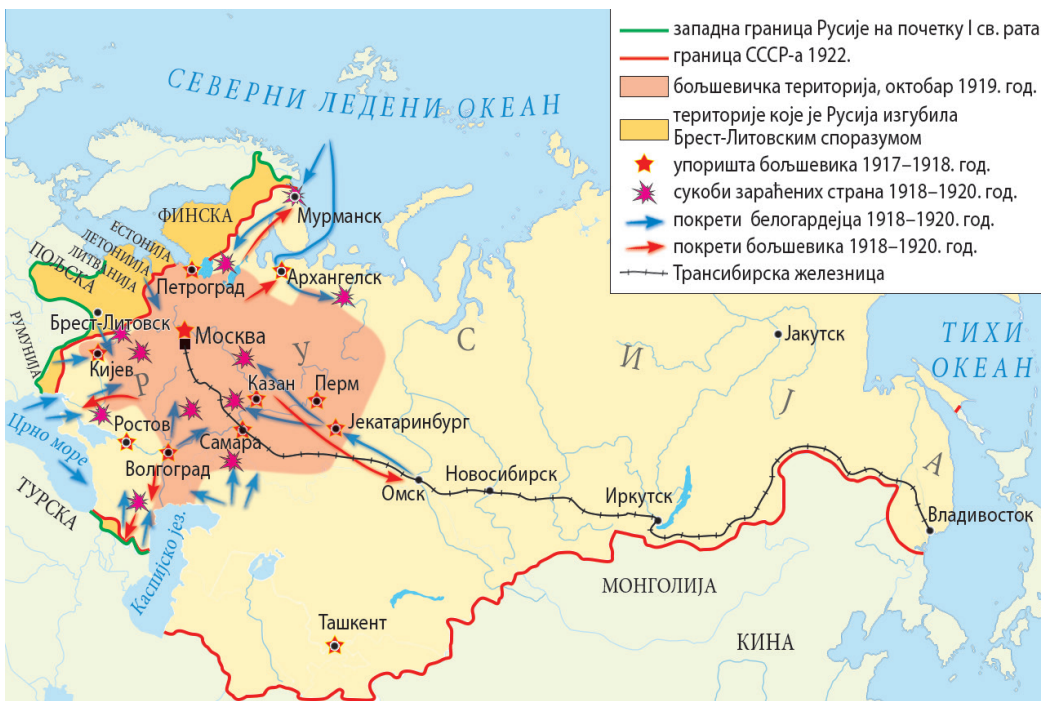 западна граница Русије на почетку I св. рата
граница СССР-а 1922.
бољшевичка територија, октобар 1919. год.
територије које је Русија изгубила
Брест-Литовским споразумом
упоришта бољшевика 1917–1918. год.
сукоби зараћених страна 1918–1920. год.
покрети белогардејца 1918–1920. год.
покрети бољшевика 1918–1920. год.
Трансибирска железница
СЕВЕРНИ ЛЕДЕНИ ОКЕАН
ТИХИ
ОКЕАН
ФИНСКА
Мурманск
ЕСТОНИЈА
ЛЕТОНИИЈА
ЛИТВАНИЈА
ПОЉСКА
РУМУНИЈА
Петроград
Архангелск
Брест-Литовск
Москва
Кијев
Казан
Перм
Јакутск
РУСИЈА
Ростов
Самара
Јекатаринбург
Волгоград
Црно море
ТУРСКА
Каспијско јез.
Омск
Новосибирск
Иркутск
Владивосток
МОНГОЛИЈА
Ташкент
КИНА